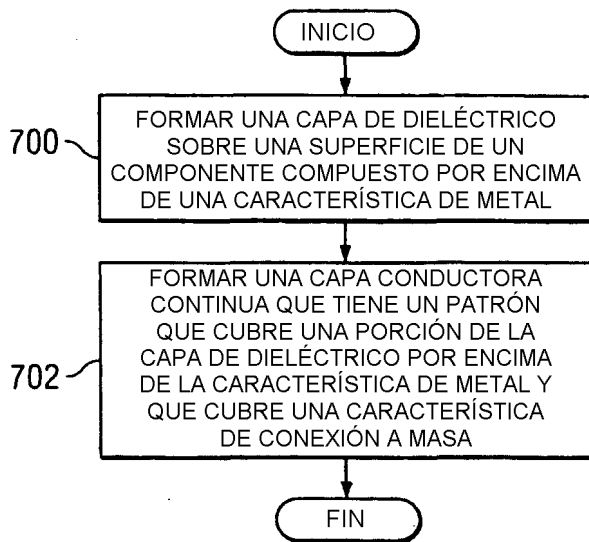 INICIO
700
FORMAR UNA CAPA DE DIELÉCTRICO
SOBRE UNA SUPERFICIE DE UN
COMPONENTE COMPUESTO POR ENCIMA
DE UNA CARACTERÍSTICA DE METAL
702
FORMAR UNA CAPA CONDUCTORA
CONTINUA QUE TIENE UN PATRÓN
QUE CUBRE UNA PORCIÓN DE LA
CAPA DE DIELÉCTRICO POR ENCIMA
DE LA CARACTERÍSTICA DE METAL Y
QUE CUBRE UNA CARACTERÍSTICA
DE CONEXIÓN A MASA
FIN